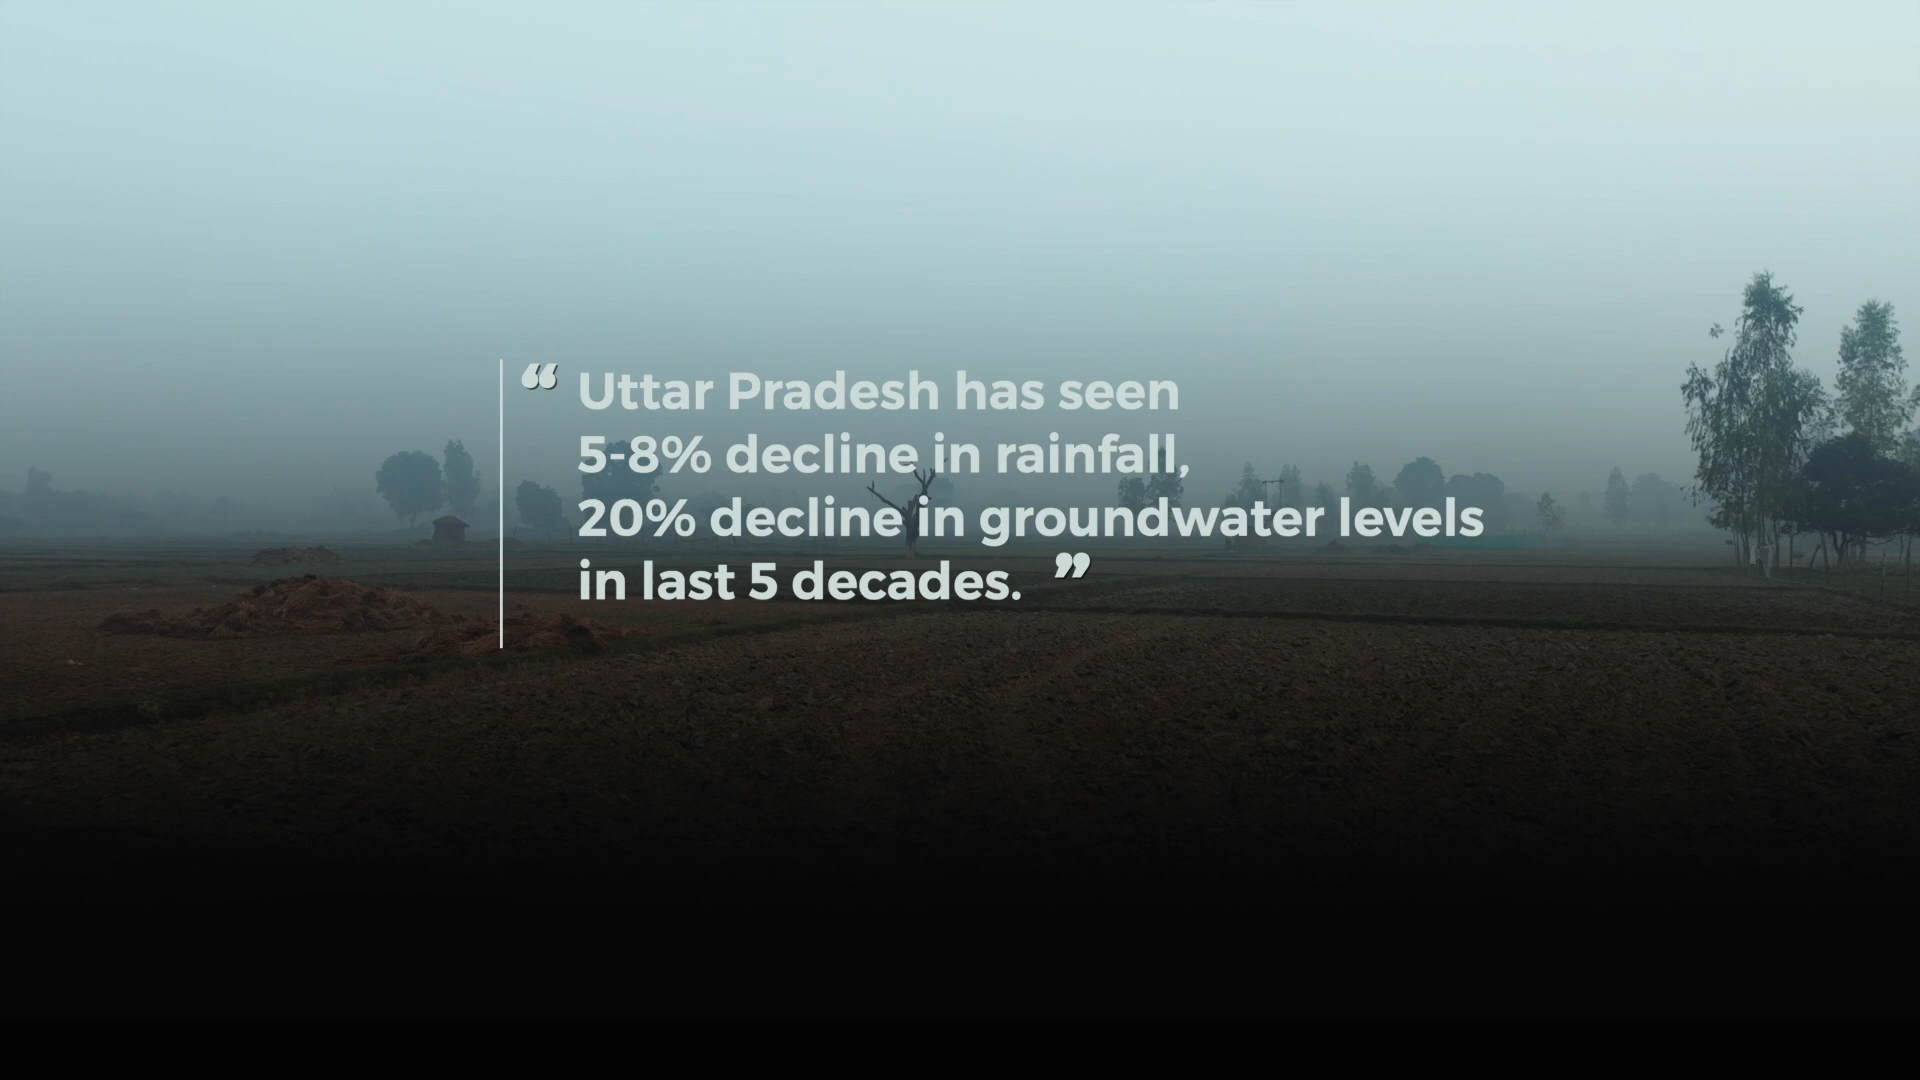 “ Uttar Pradesh has seen
5-8% decline in rainfall,
20% decline in groundwater levels
in last 5 decades. ”